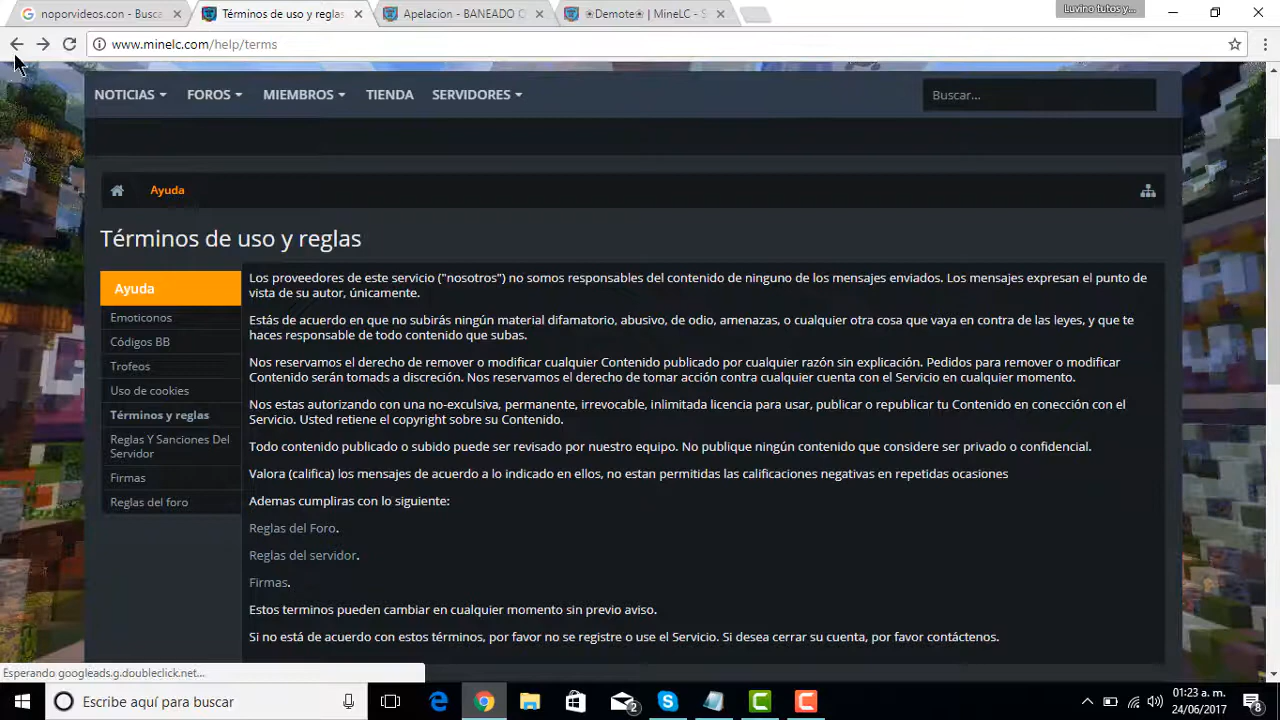 noporvideos.con - Busca
Términos de uso y reglas
Apelacion - BANEADO O
☀Demote☀ | MineLC - S
Luvino tutos y...
www.minelc.com/help/terms
NOTICIAS
FOROS
MIEMBROS
TIENDA
SERVIDORES
Buscar...
Ayuda
Términos de uso y reglas
Ayuda
Emoticonos
Códigos BB
Trofeos
Uso de cookies
Términos y reglas
Reglas Y Sanciones Del
Servidor
Firmas
Reglas del foro
Los proveedores de este servicio ("nosotros") no somos responsables del contenido de ninguno de los mensajes enviados. Los mensajes expresan el punto de
vista de su autor, únicamente.
Estás de acuerdo en que no subirás ningún material difamatorio, abusivo, de odio, amenazas, o cualquier otra cosa que vaya en contra de las leyes, y que te
haces responsable de todo contenido que subas.
Nos reservamos el derecho de remover o modificar cualquier Contenido publicado por cualquier razón sin explicación. Pedidos para remover o modificar
Contenido serán tomads a discreción. Nos reservamos el derecho de tomar acción contra cualquier cuenta con el Servicio en cualquier momento.
Nos estas autorizando con una no-exculsiva, permanente, irrevocable, inlimitada licencia para usar, publicar o republicar tu Contenido en conección con el
Servicio. Usted retiene el copyright sobre su Contenido.
Todo contenido publicado o subido puede ser revisado por nuestro equipo. No publique ningún contenido que considere ser privado o confidencial.
Valora (califica) los mensajes de acuerdo a lo indicado en ellos, no estan permitidas las calificaciones negativas en repetidas ocasiones
Ademas cumpliras con lo siguiente:
Reglas del Foro.
Reglas del servidor.
Firmas.
Estos terminos pueden cambiar en cualquier momento sin previo aviso.
Si no está de acuerdo con estos términos, por favor no se registre o use el Servicio. Si desea cerrar su cuenta, por favor contáctenos.
Esperando googleads.g.doubleclick.net...
Escribe aquí para buscar
2
01:23 a. m.
24/06/2017
8